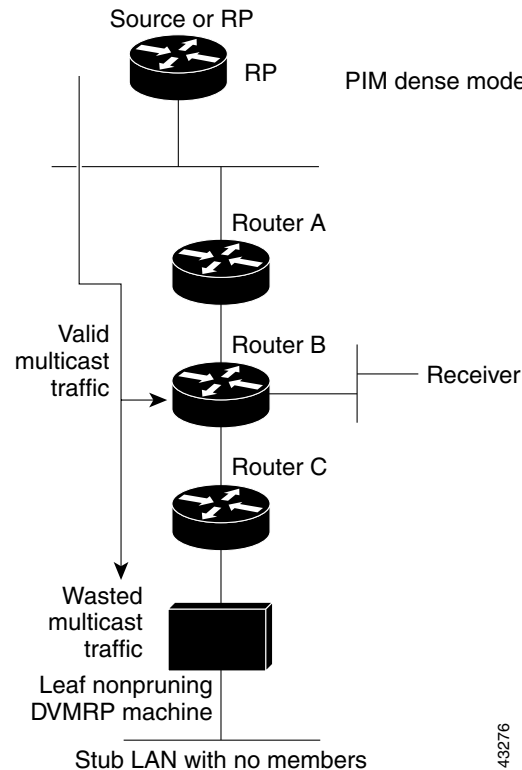 Source or RP
RP
PIM dense mode
Router A
Router B
Valid
multicast
traffic
Receiver
Router C
Wasted
multicast
traffic
Leaf nonpruning
DVMRP machine
Stub LAN with no members
43276